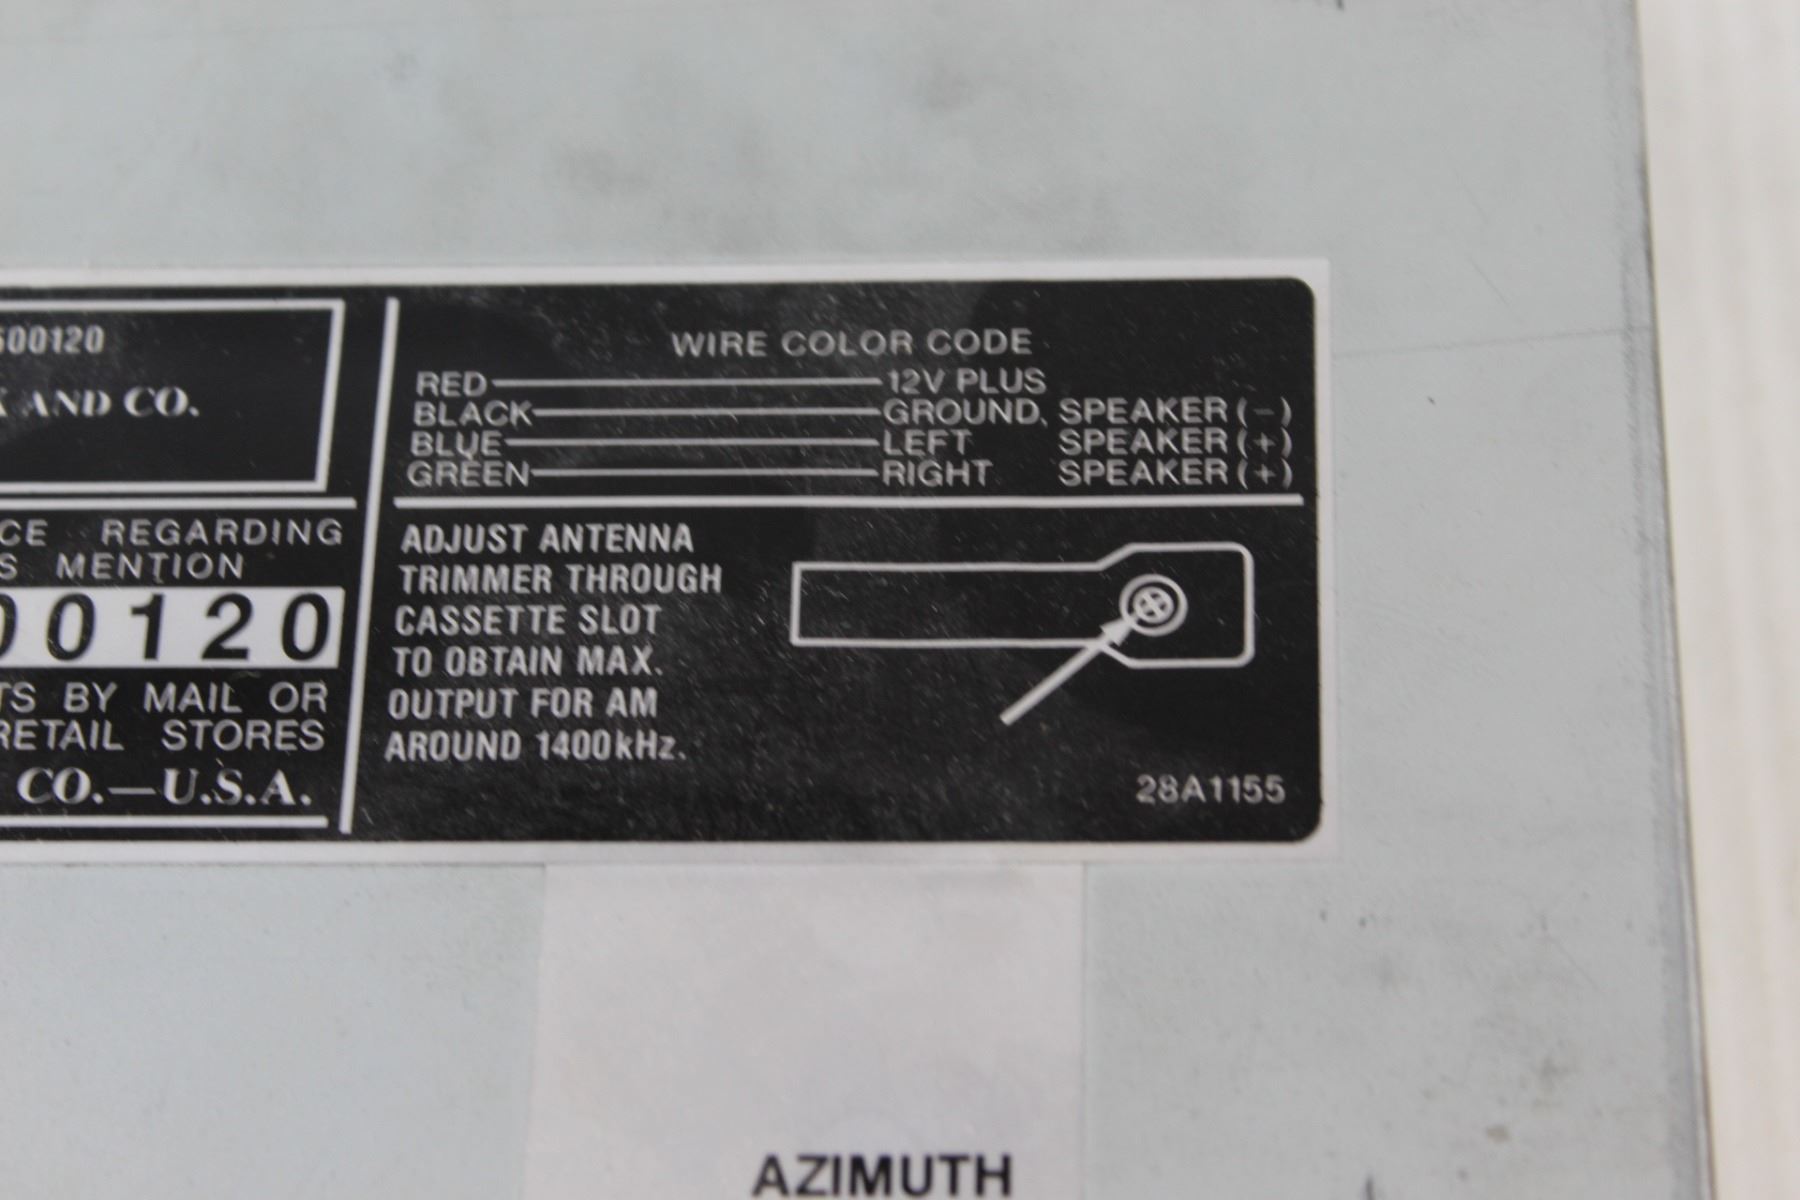 500120
AND CO.
CE REGARDING
S MENTION
00120
TS BY MAIL OR
RETAIL STORES
CO.—U.S.A.
WIRE COLOR CODE
RED 12V PLUS
BLACK GROUND, SPEAKER (−)
BLUE LEFT SPEAKER (+)
GREEN RIGHT SPEAKER (+)
ADJUST ANTENNA
TRIMMER THROUGH
CASSETTE SLOT
TO OBTAIN MAX.
OUTPUT FOR AM
AROUND 1400kHz.
28A1155
AZIMUTH